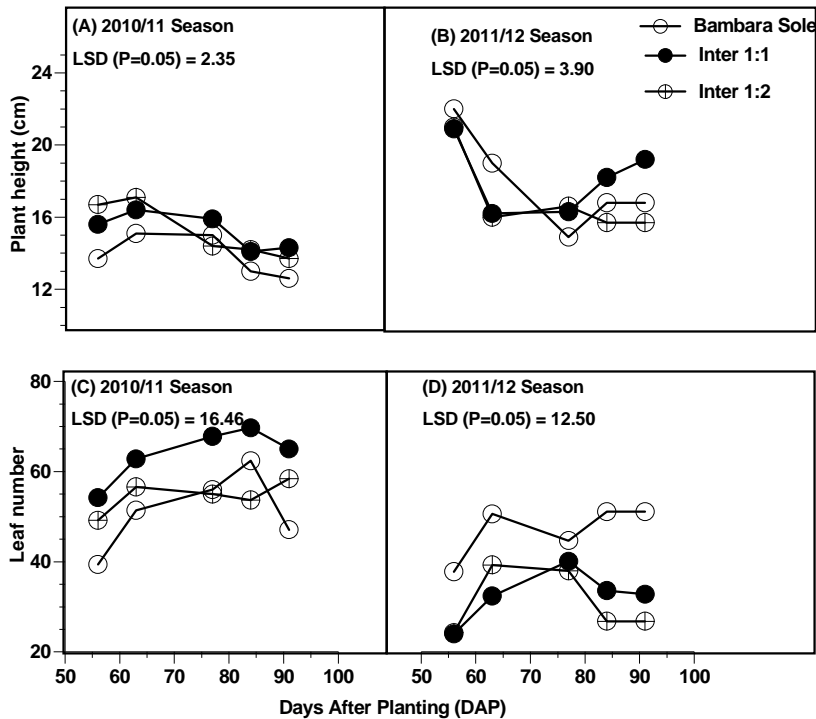 (A) 2010/11 Season
LSD (P=0.05) = 2.35
(B) 2011/12 Season
LSD (P=0.05) = 3.90
Bambara Sole
Inter 1:1
Inter 1:2
Plant height (cm)
24
20
16
12
(C) 2010/11 Season
LSD (P=0.05) = 16.46
(D) 2011/12 Season
LSD (P=0.05) = 12.50
Leaf number
80
60
40
20
50 60 70 80 90 100
50 60 70 80 90 100
Days After Planting (DAP)